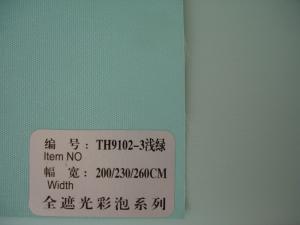 编 号: TH9102-3浅绿
Item NO
幅 宽: 200/230/260CM
Width
全遮光彩泡系列